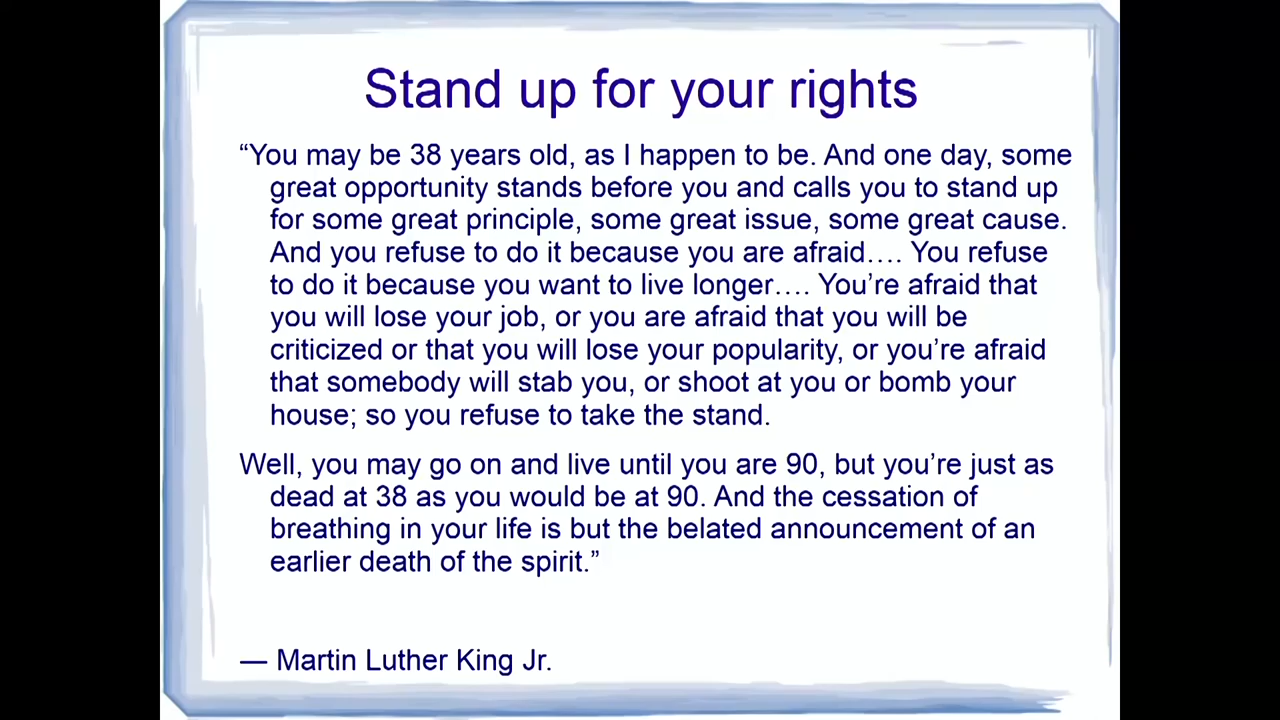 Stand up for your rights
“You may be 38 years old, as I happen to be. And one day, some
great opportunity stands before you and calls you to stand up
for some great principle, some great issue, some great cause.
And you refuse to do it because you are afraid…. You refuse
to do it because you want to live longer…. You’re afraid that
you will lose your job, or you are afraid that you will be
criticized or that you will lose your popularity, or you’re afraid
that somebody will stab you, or shoot at you or bomb your
house; so you refuse to take the stand.
Well, you may go on and live until you are 90, but you’re just as
dead at 38 as you would be at 90. And the cessation of
breathing in your life is but the belated announcement of an
earlier death of the spirit.”
— Martin Luther King Jr.